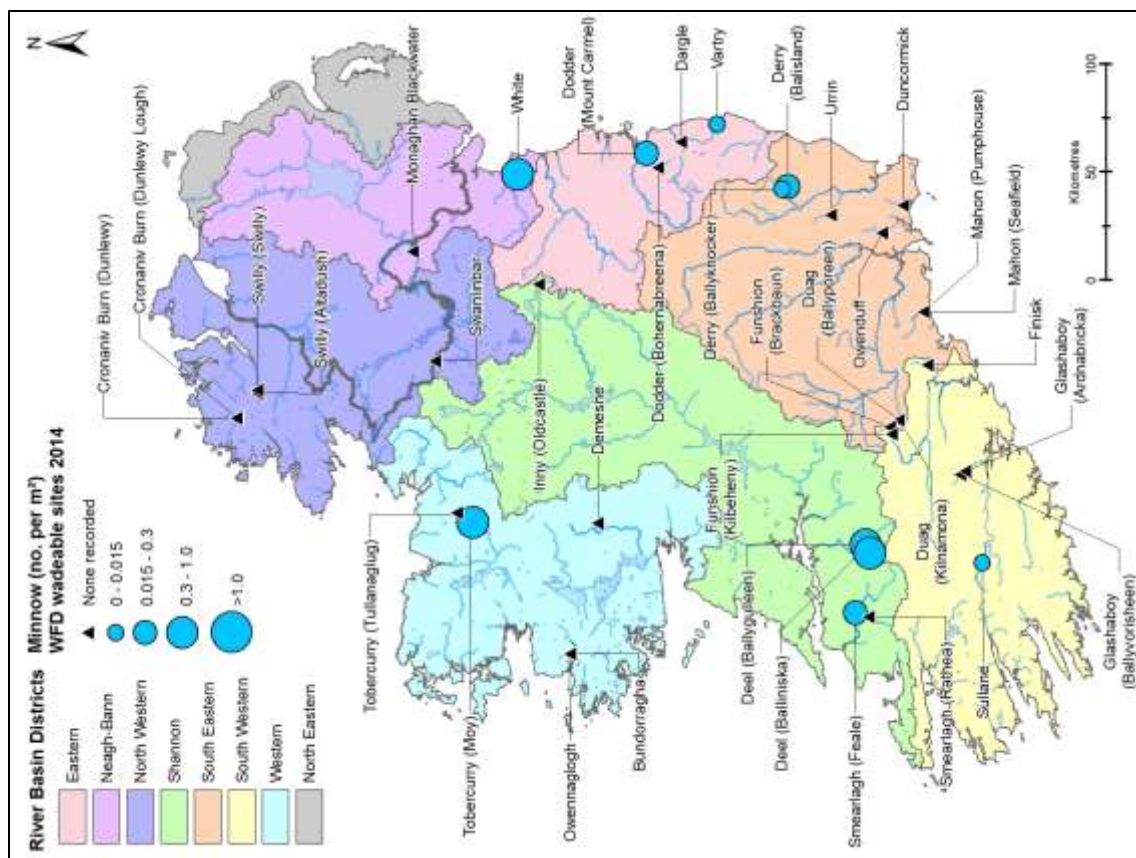 River Basin Districts
Eastern
Neagh-Bann
North Western
Shannon
South Eastern
South Western
Western
North Eastern
Minnow (no. per m²)
WFD wadeable sites 2014
None recorded
0 - 0.015
0.015 - 0.3
0.3 - 1.0
>1.0
N
Cronaniv Burn (Dunlewy)
Cronaniv Burn (Dunlewy Lough)
Swilly (Swilly)
Swilly (Altadush)
Monaghan Blackwater
Swanlinbar
White
Tobercurry (Tullanaglug)
Tobercurry (Moy)
Inny (Oldcastle)
Demesne
Owennaglogh
Bundorragha
Dodder
(Mount Carmel)
Dargle
Vartry
Dodder (Bohernabreena)
Derry
(Balisland)
Derry (Ballyknocker)
Urrin
Funshion
(Brackbaun)
Duag
(Ballyporeen)
Owenduff
Duncormick
Funshion
(Kilbeheny)
Deel (Ballygulleen)
Deel (Balliniska)
Smearlagh (Feale)
Smearlagh (Rathea)
Duag
(Kilnamona)
Sullane
Glashaboy
(Ballyvorisheen)
Glashaboy
(Ardnabricka)
Finisk
Mahon (Seafield)
Mahon (Pumphouse)
0
50
100
Kilometres